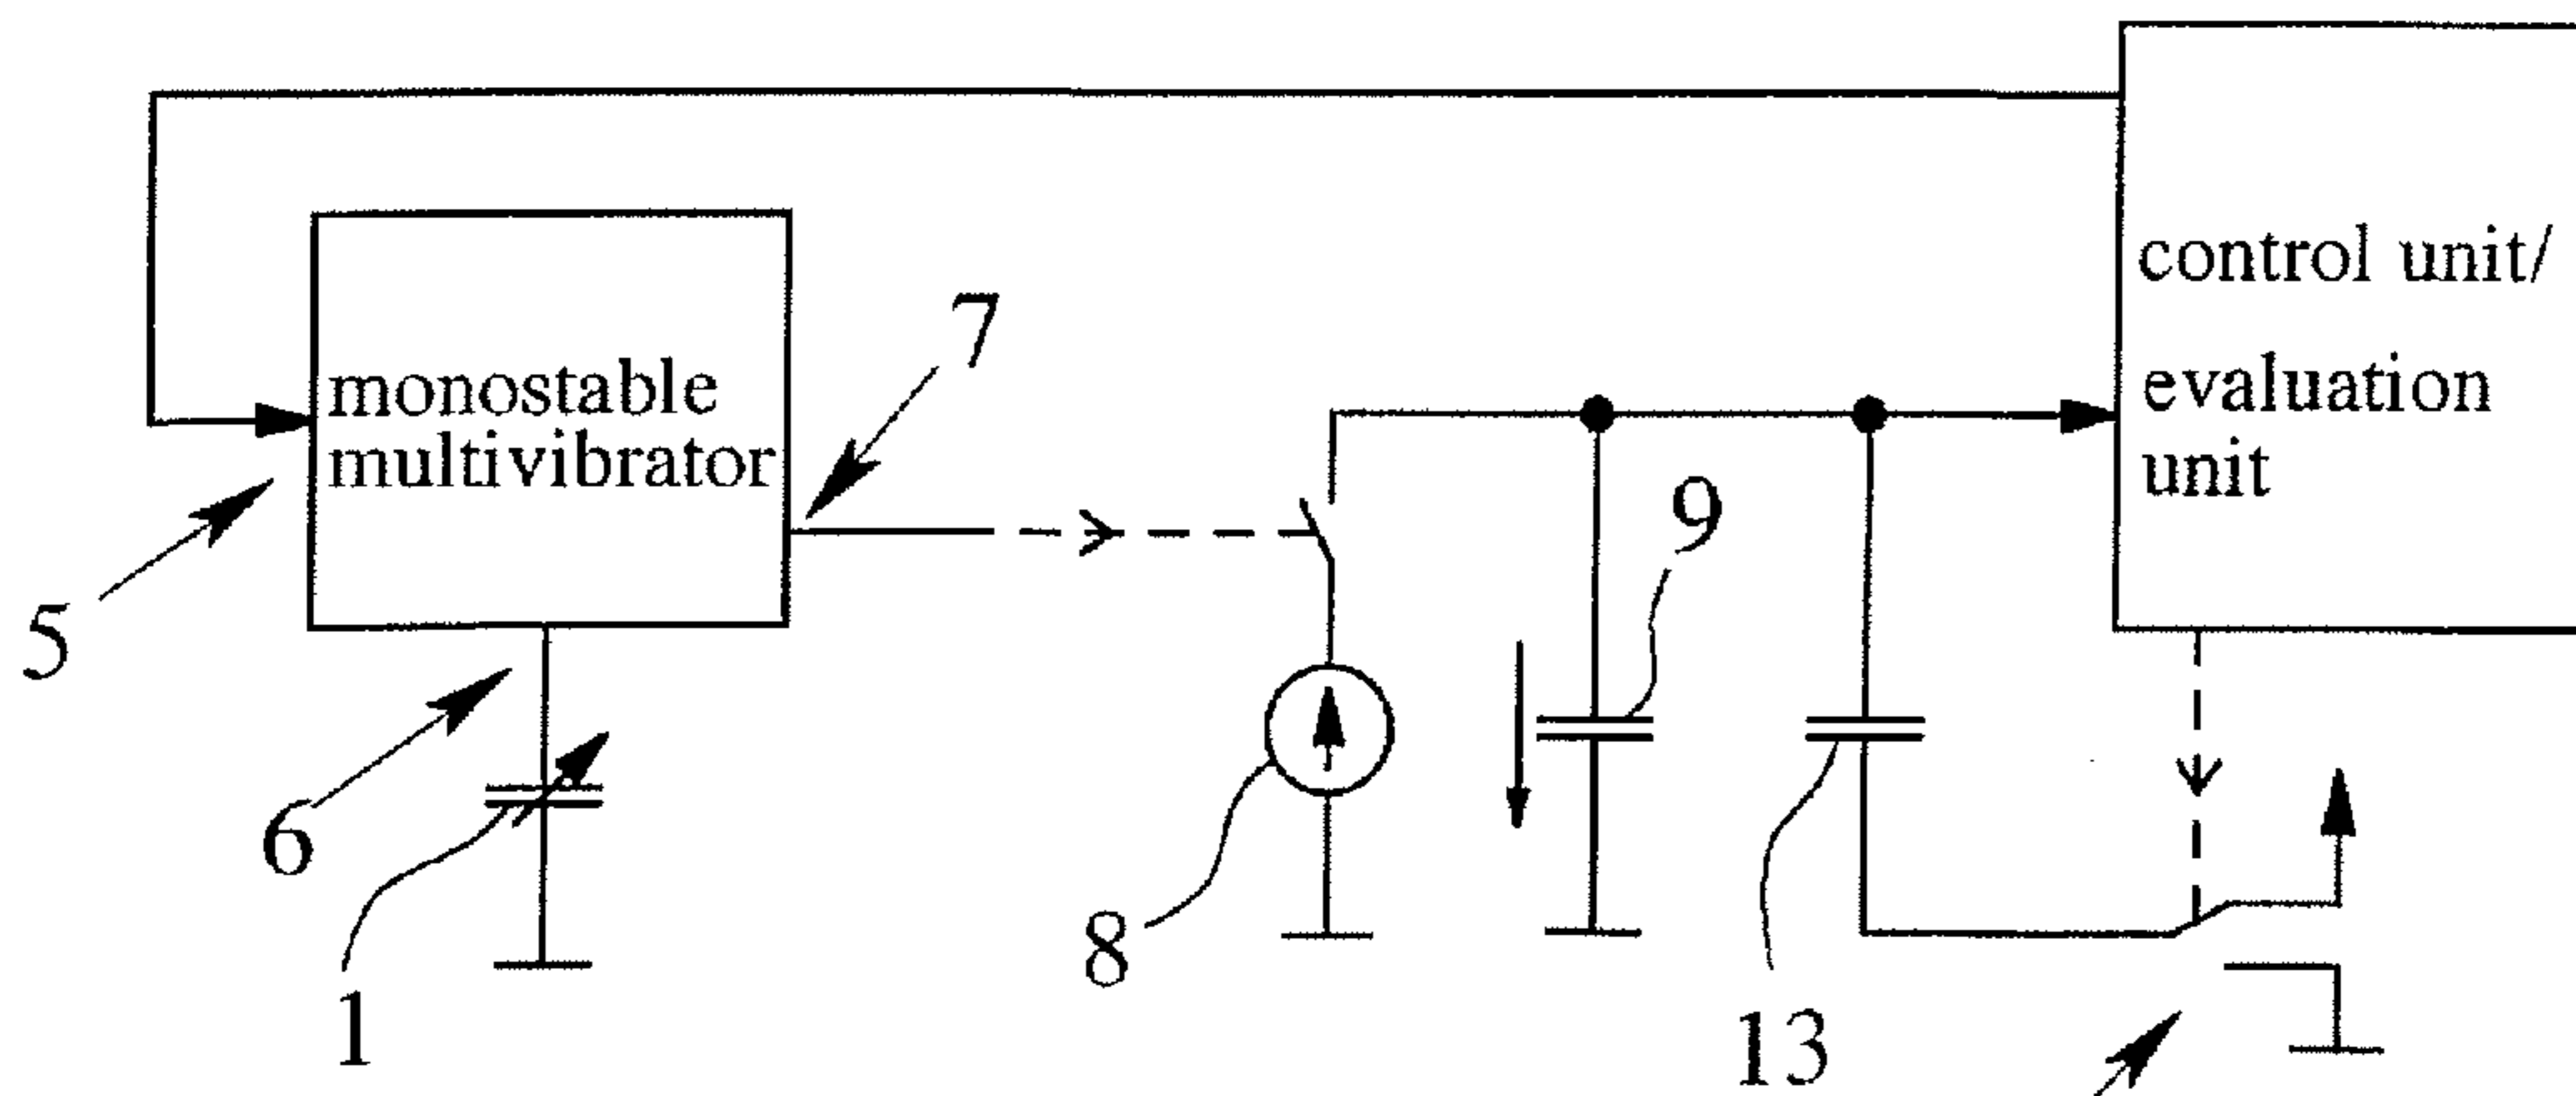 control unit/
evaluation
unit
monostable
multivibrator
7
9
5
6
8
1
13